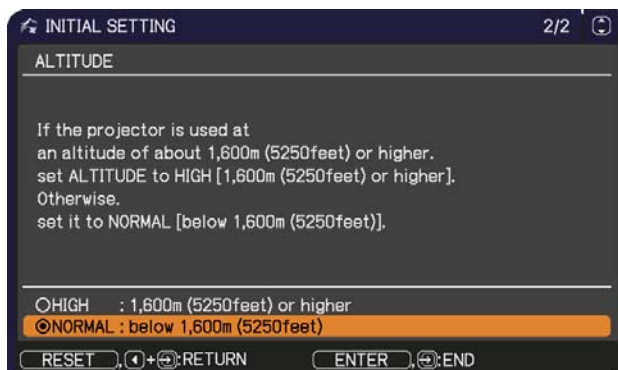 INITIAL SETTING 2/2
ALTITUDE
If the projector is used at
an altitude of about 1,600m (5250feet) or higher.
set ALTITUDE to HIGH [1,600m (5250feet) or higher].
Otherwise.
set it to NORMAL [below 1,600m (5250feet)].
HIGH : 1,600m (5250feet) or higher
NORMAL : below 1,600m (5250feet)
RESET ,+:RETURN ENTER ,:END